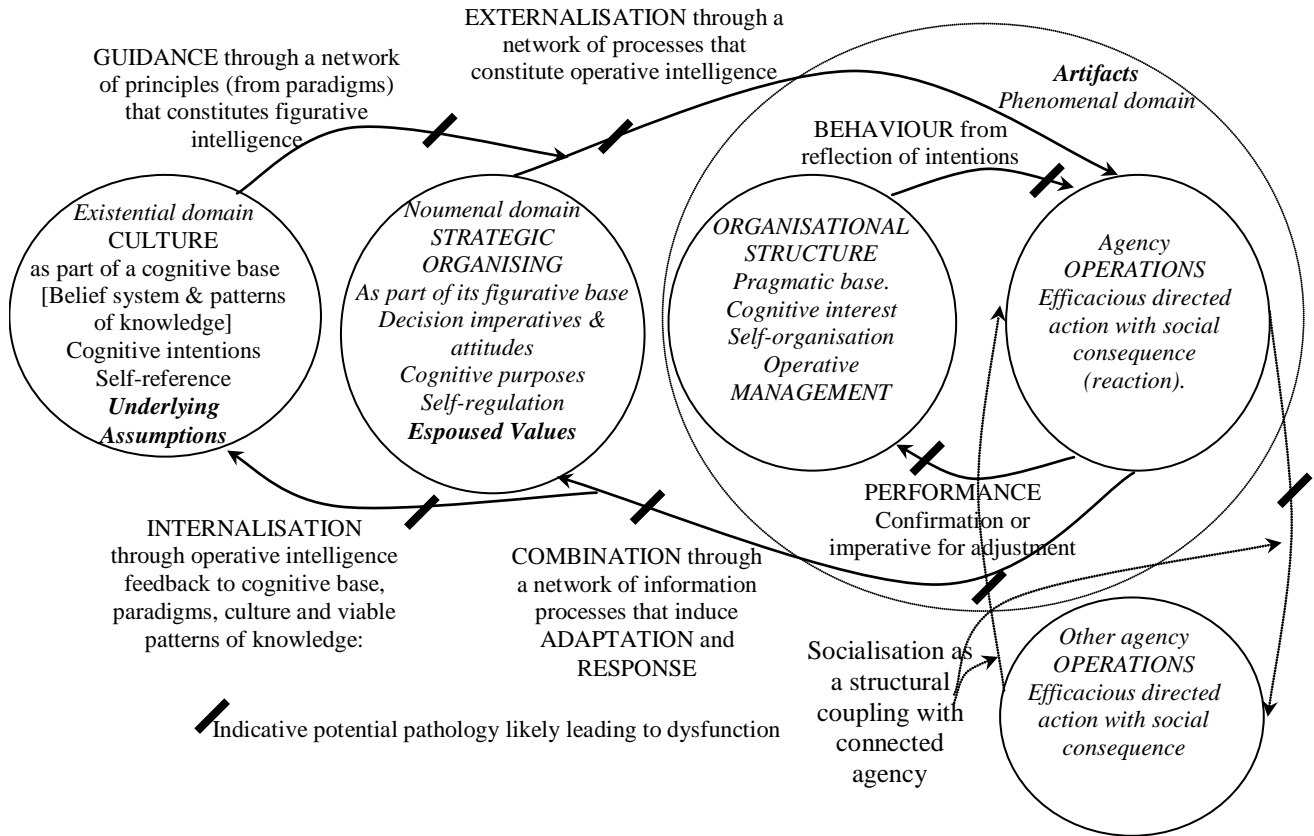 EXTERNALISATION through a
network of processes that
constitute operative intelligence
GUIDANCE through a network
of principles (from paradigms)
that constitutes figurative
intelligence
Artifacts
Phenomenal domain
BEHAVIOUR from
reflection of intentions
Existential domain
CULTURE
as part of a cognitive base
[Belief system & patterns
of knowledge]
Cognitive intentions
Self-reference
Underlying
Assumptions
Noumenal domain
STRATEGIC
ORGANISING
As part of its figurative base
Decision imperatives &
attitudes
Cognitive purposes
Self-regulation
Espoused Values
ORGANISATIONAL
STRUCTURE
Pragmatic base.
Cognitive interest
Self-organisation
Operative
MANAGEMENT
Agency
OPERATIONS
Efficacious directed
action with social
consequence
(reaction).
PERFORMANCE
Confirmation or
imperative for adjustment
INTERNALISATION
through operative intelligence
feedback to cognitive base,
paradigms, culture and viable
patterns of knowledge:
COMBINATION through
a network of information
processes that induce
ADAPTATION and
RESPONSE
Socialisation as
a structural
coupling with
connected
agency
Other agency
OPERATIONS
Efficacious directed
action with social
consequence
Indicative potential pathology likely leading to dysfunction